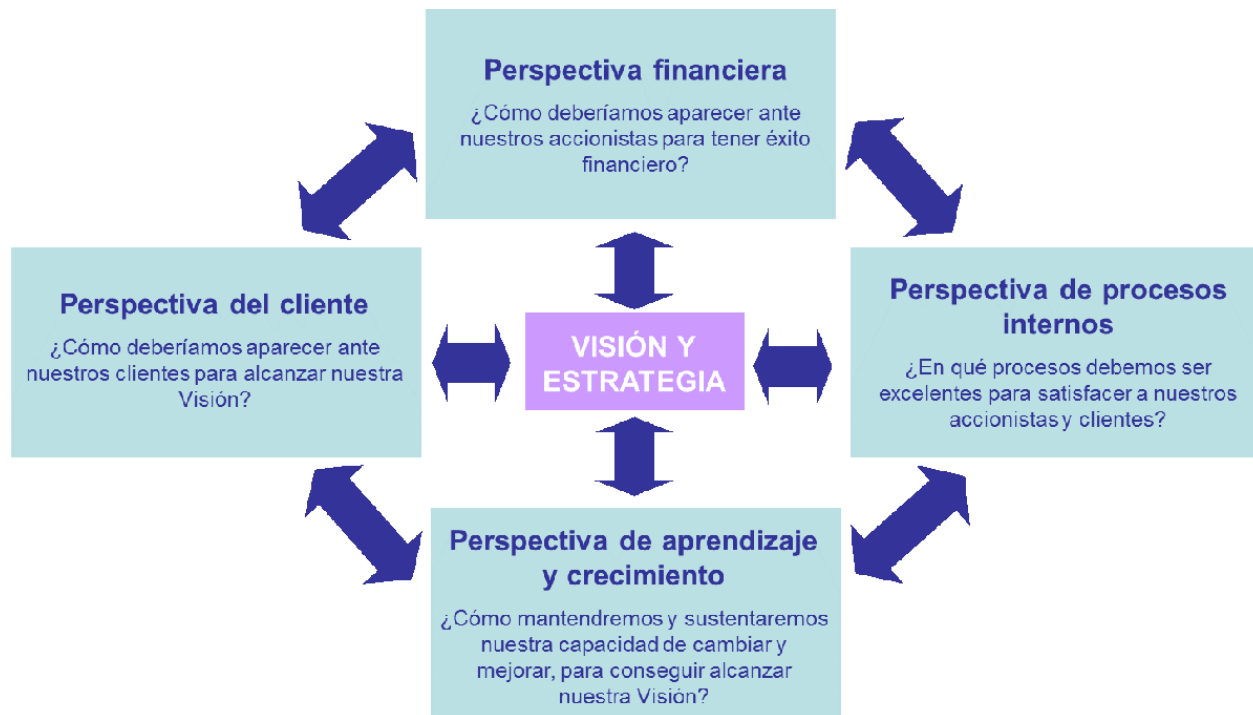 Perspectiva financiera
¿Cómo deberíamos aparecer ante
nuestros accionistas para tener éxito
financiero?
Perspectiva del cliente
¿Cómo deberíamos aparecer ante
nuestros clientes para alcanzar nuestra
Visión?
VISIÓN Y
ESTRATEGIA
Perspectiva de procesos
internos
¿En qué procesos debemos ser
excelentes para satisfacer a nuestros
accionistas y clientes?
Perspectiva de aprendizaje
y crecimiento
¿Cómo mantendremos y sustentaremos
nuestra capacidad de cambiar y
mejorar, para conseguir alcanzar
nuestra Visión?